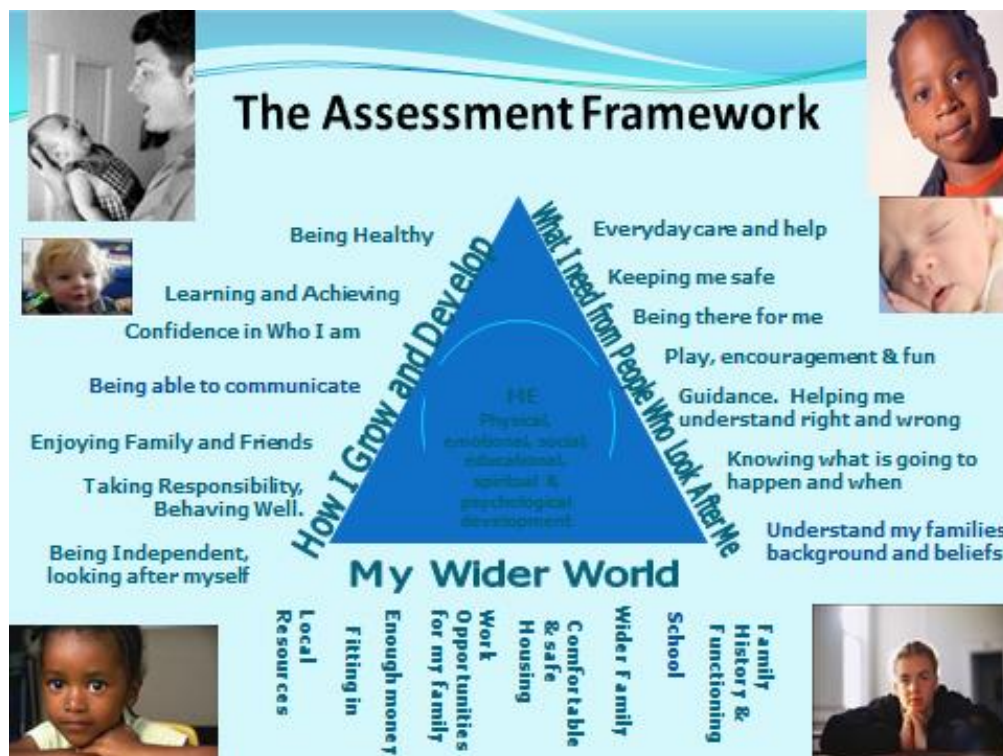 The Assessment Framework
Being Healthy
Learning and Achieving
Confidence in Who I am
Being able to communicate
Enjoying Family and Friends
Taking Responsibility,
Behaving Well.
Being Independent,
looking after myself
How I Grow and Develop
HE
Physical,
emotional, social,
educational,
spiritual &
psychological
development
What I need from People Who Look After Me
Everyday care and help
Keeping me safe
Being there for me
Play, encouragement & fun
Guidance. Helping me
understand right and wrong
Knowing what is going to
happen and when
Understand my families
background and beliefs
My Wider World
Local
Resources
Fitting in
Enough money
Work
Opportunities
for my family
Comfortable
& safe
Housing
Wider Family
School
Family
History &
Functioning